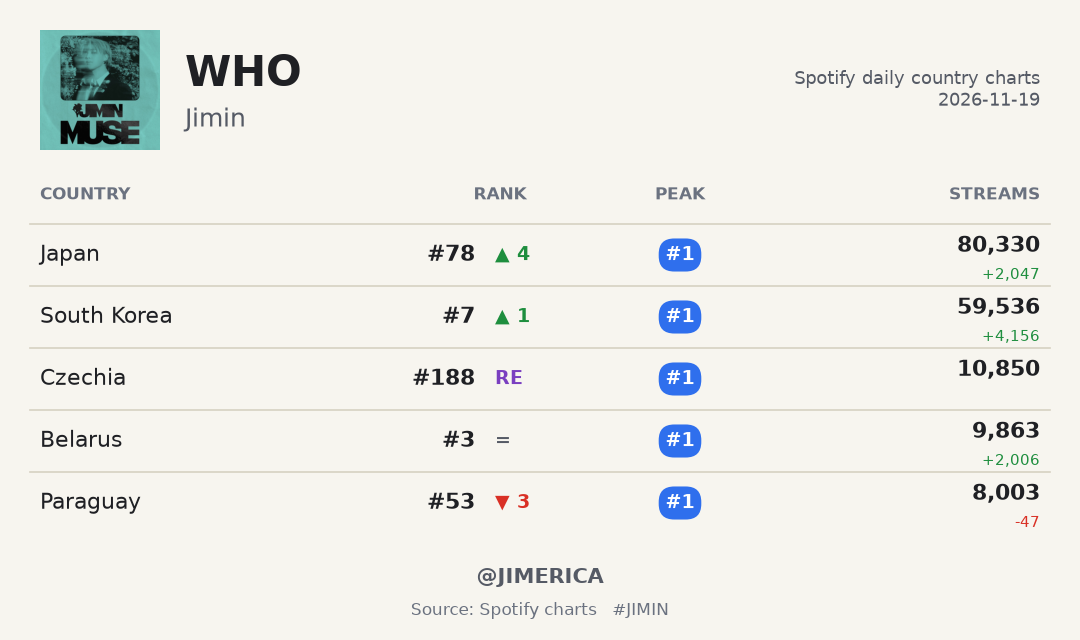 WHO
Jimin
Spotify daily country charts
2026-11-19
JIMIN
MUSE
COUNTRY RANK PEAK STREAMS
Japan #78 ▲ 4 #1 80,330
+2,047
South Korea #7 ▲ 1 #1 59,536
+4,156
Czechia #188 RE #1 10,850
Belarus #3 = #1 9,863
+2,006
Paraguay #53 ▼ 3 #1 8,003
-47
@JIMERICA
Source: Spotify charts #JIMIN